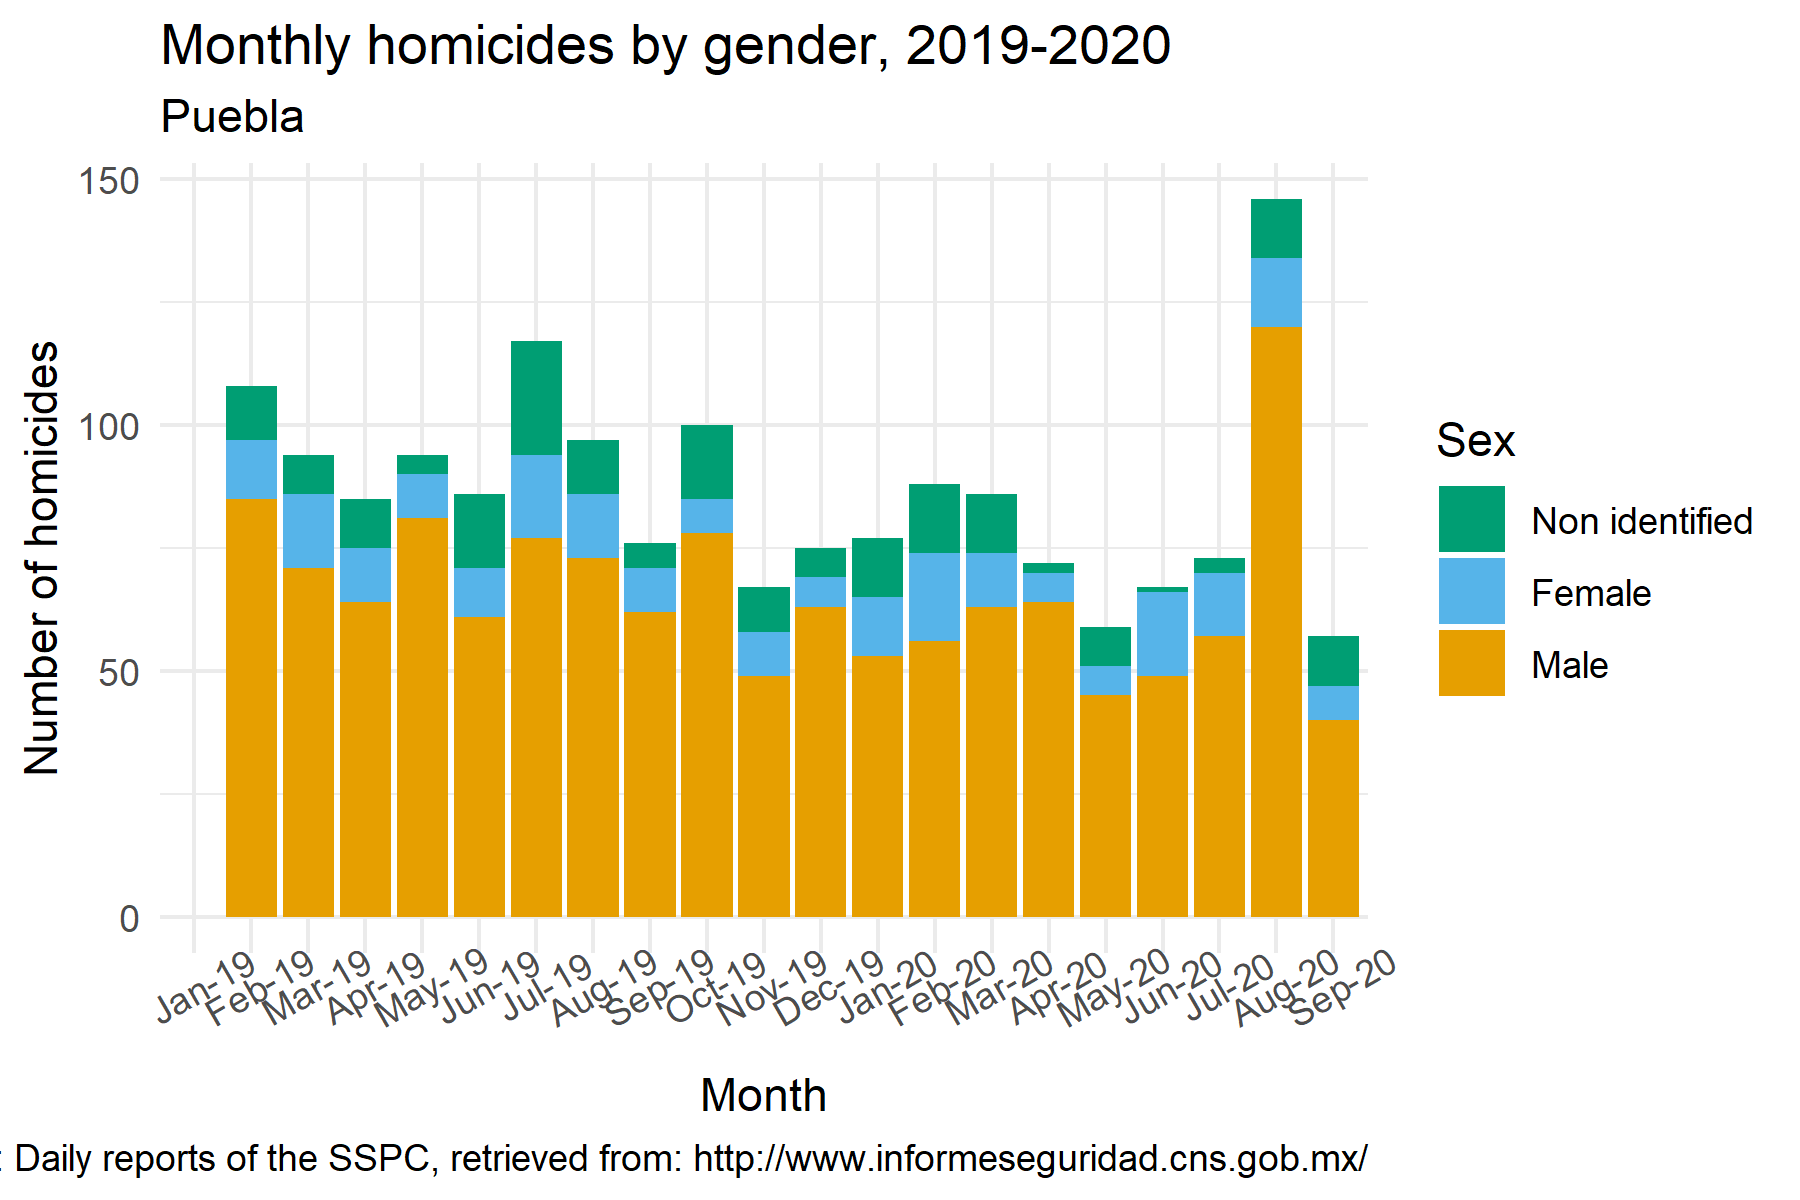 Monthly homicides by gender, 2019-2020
Puebla
150
100
50
0
Number of homicides
Jan-19
Feb-19
Mar-19
Apr-19
May-19
Jun-19
Jul-19
Aug-19
Sep-19
Oct-19
Nov-19
Dec-19
Jan-20
Feb-20
Mar-20
Apr-20
May-20
Jun-20
Jul-20
Aug-20
Sep-20
Month
Sex
Non identified
Female
Male
: Daily reports of the SSPC, retrieved from: http://www.informeseguridad.cns.gob.mx/